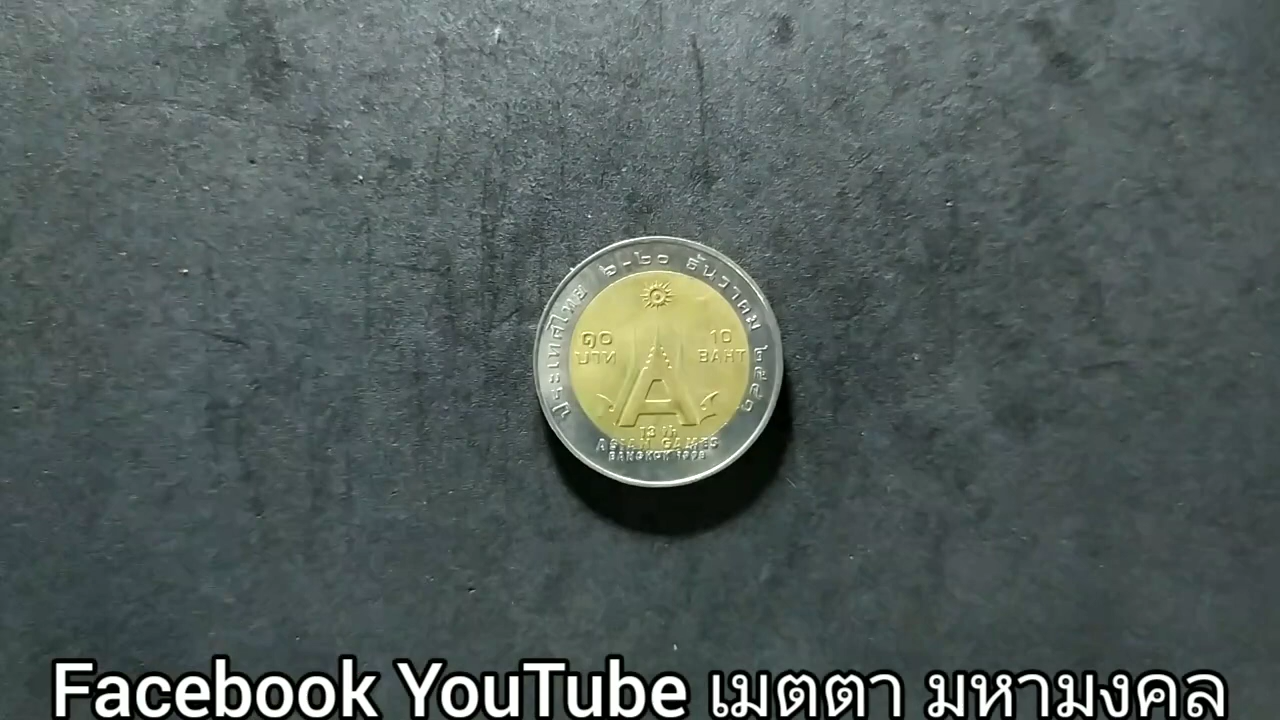 ประเทศไทย ๖-๒๐ ธันวาคม ๒๕๔๑
๑๐
บาท
10
BAHT
13 th
ASIAN GAMES
BANGKOK 1998
Facebook YouTube เมตตา มหามงคล